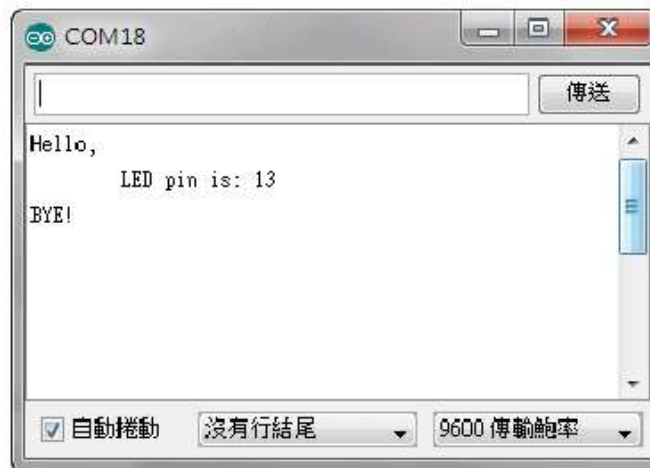 COM18
傳送
Hello,
LED pin is: 13
BYE!
自動捲動 沒有行結尾 9600 傳輸鮑率